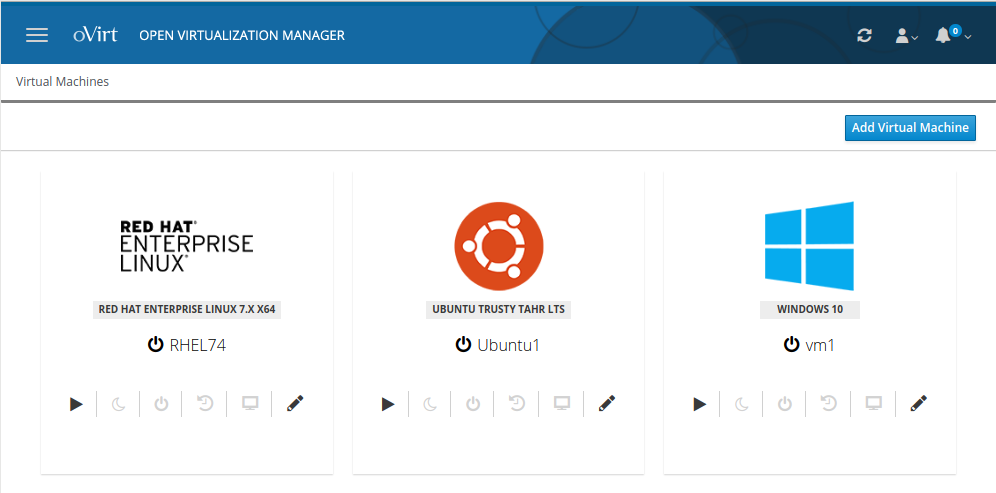 oVirt OPEN VIRTUALIZATION MANAGER 0
Virtual Machines
Add Virtual Machine
RED HAT®
ENTERPRISE
LINUX®
RED HAT ENTERPRISE LINUX 7.X X64
RHEL74
UBUNTU TRUSTY TAHR LTS
Ubuntu1
WINDOWS 10
vm1